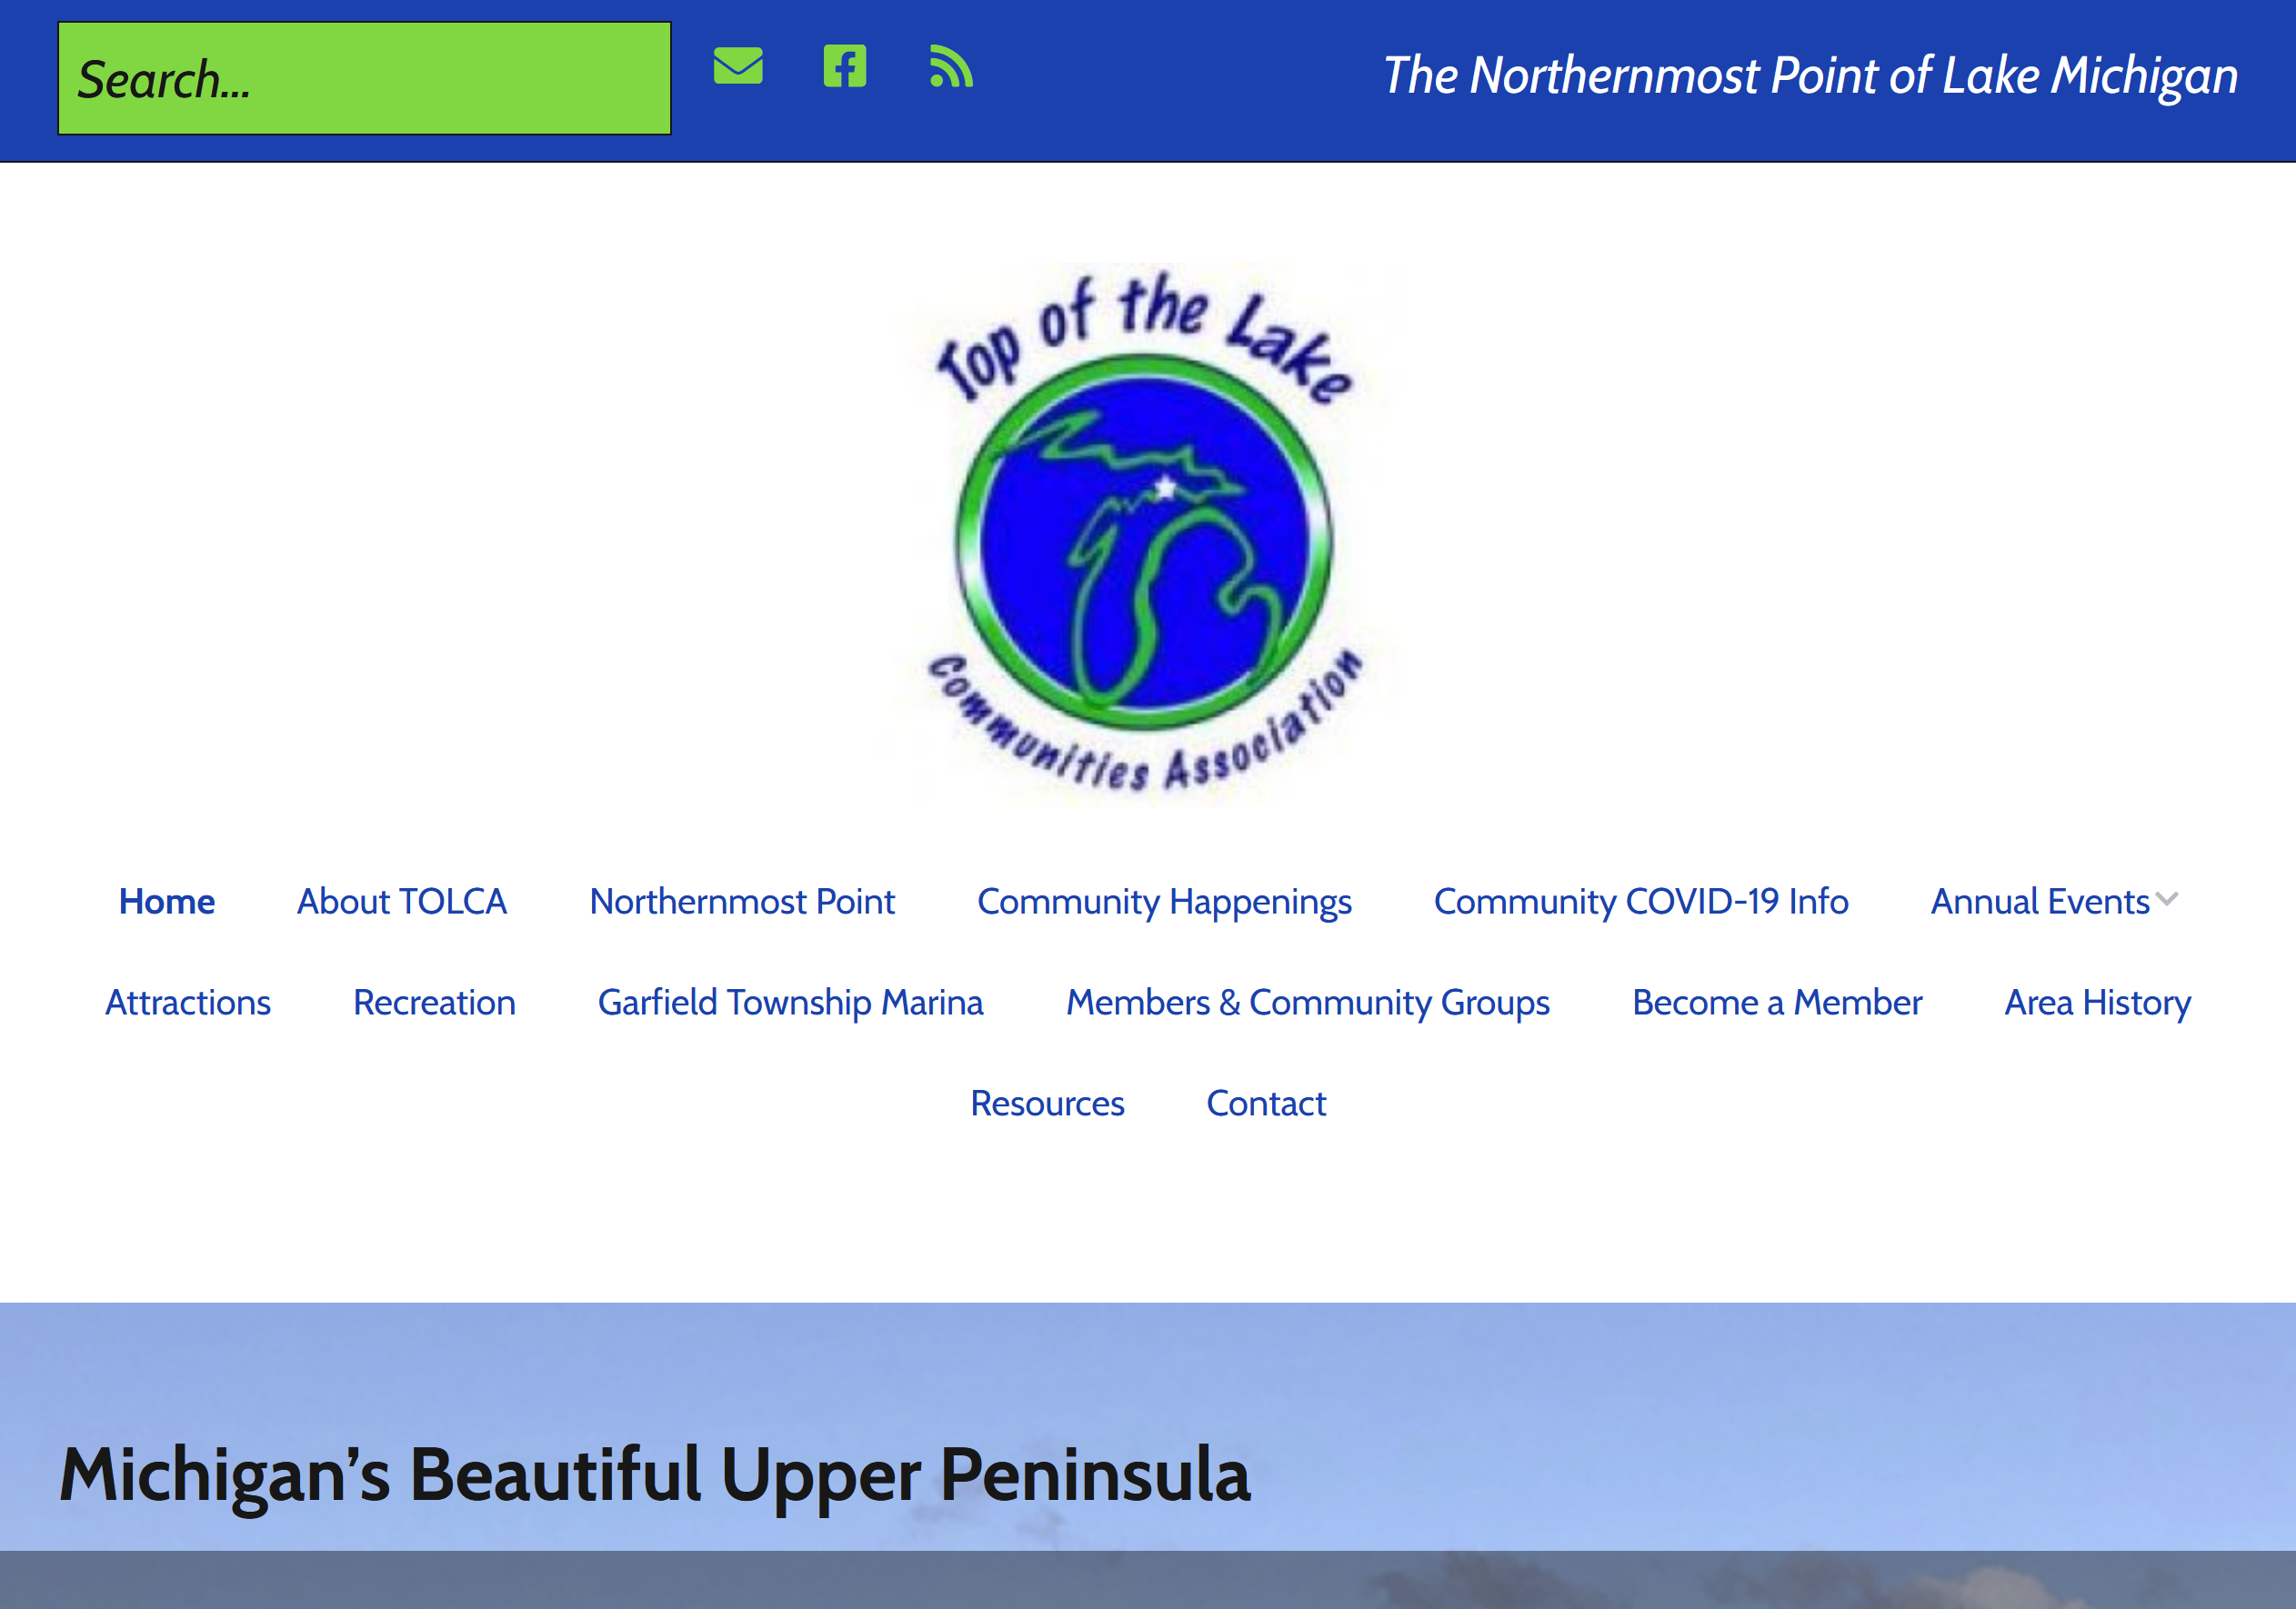 Search...
The Northernmost Point of Lake Michigan
Top of the Lake
Communities Association
Home About TOLCA Northernmost Point Community Happenings Community COVID-19 Info Annual Events
Attractions Recreation Garfield Township Marina Members & Community Groups Become a Member Area History
Resources Contact
Michigan’s Beautiful Upper Peninsula